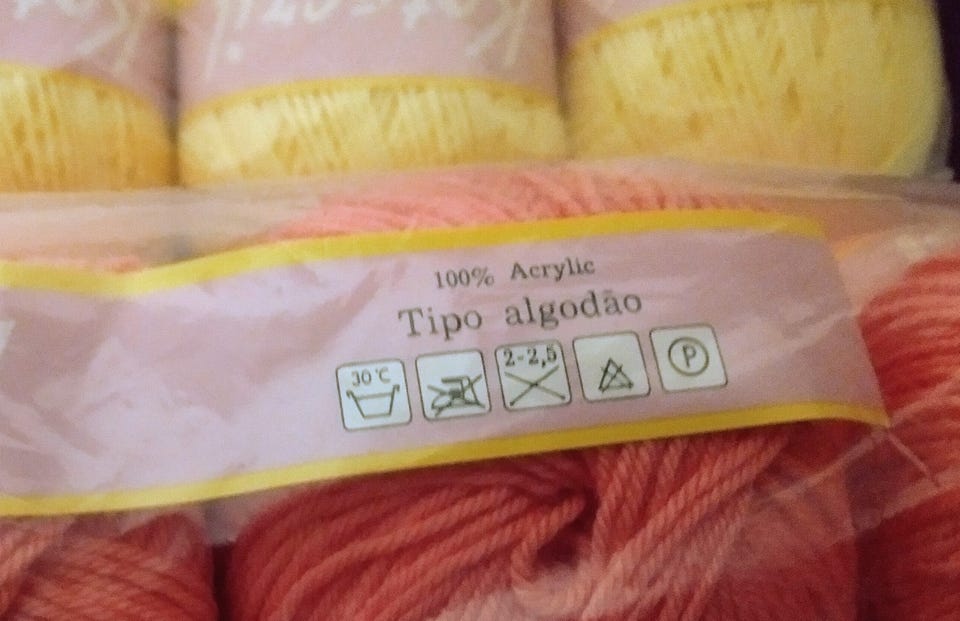 100% Acrylic
Tipo algodão
30°C 2-2,5 P